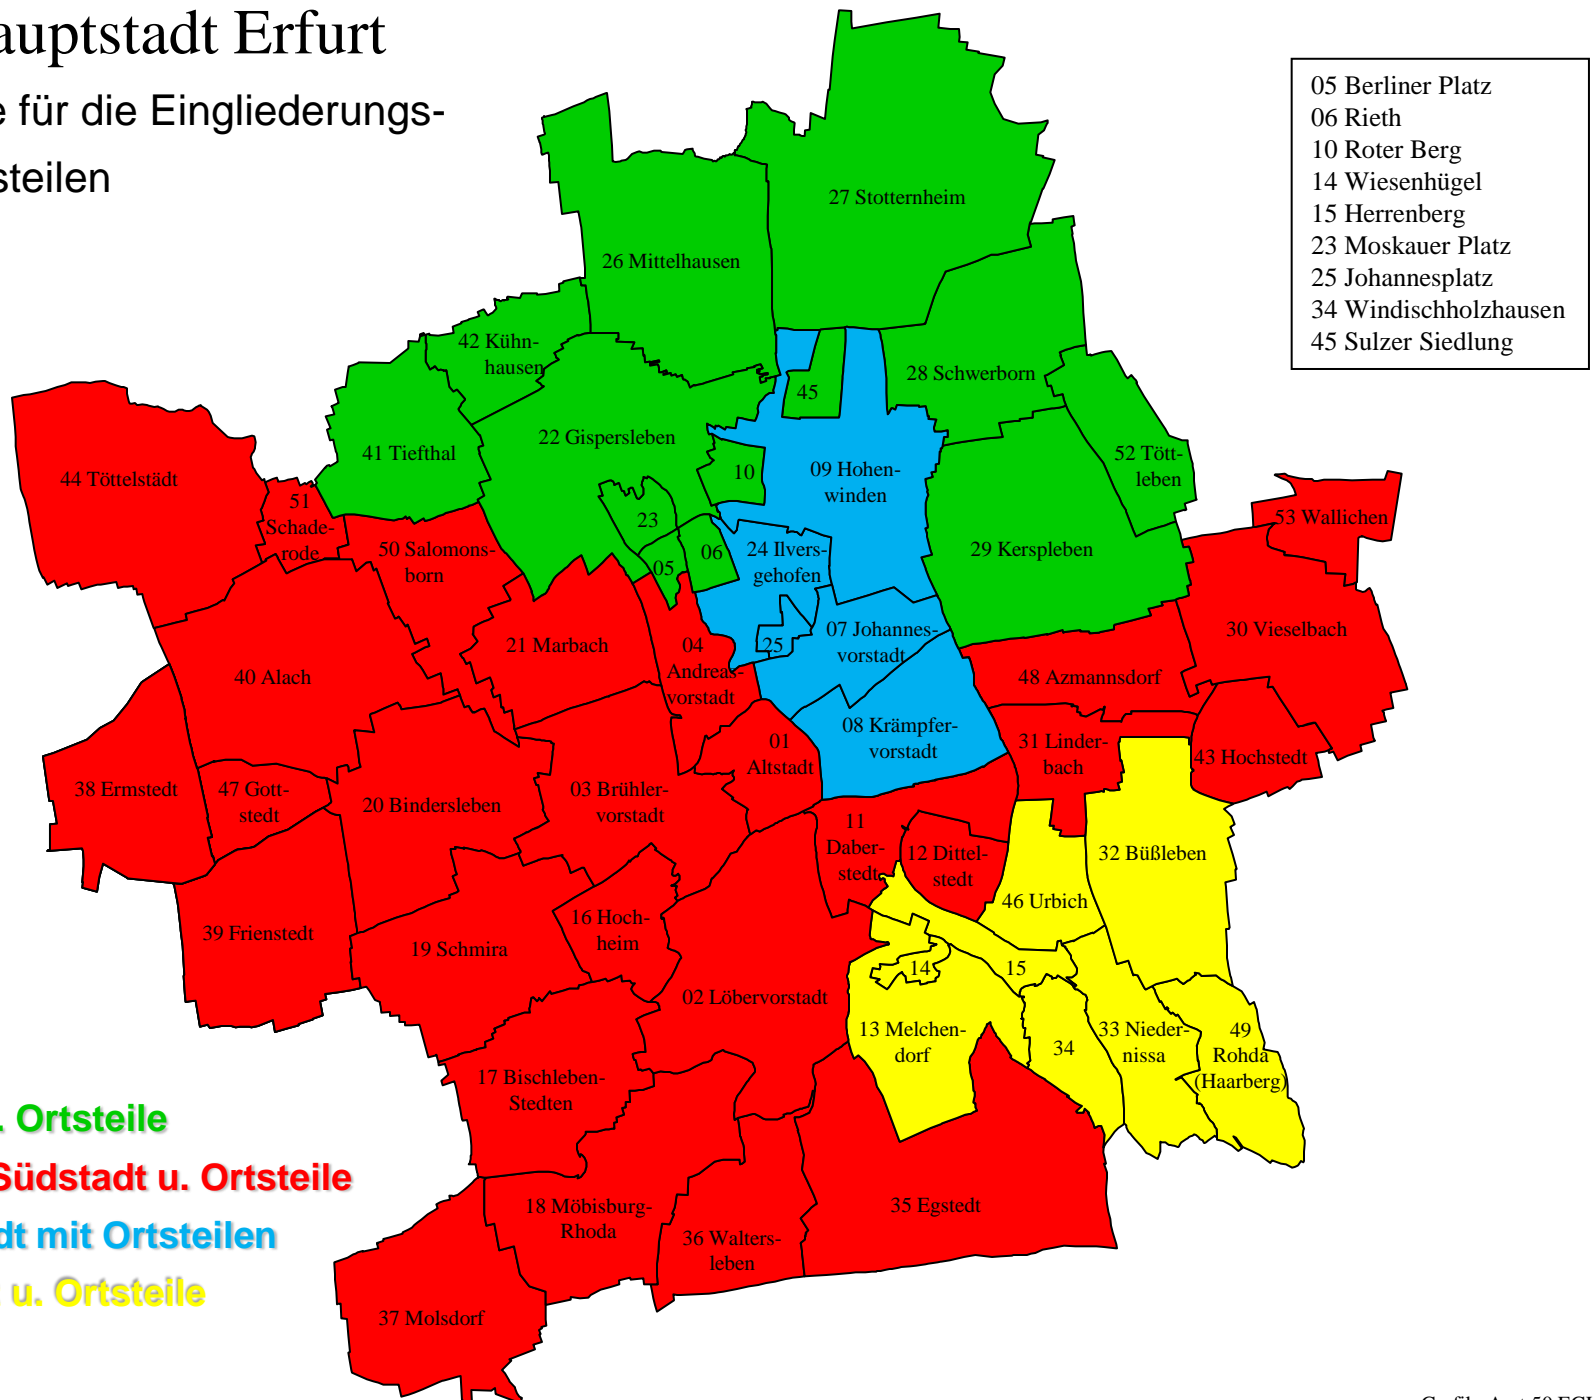 auptstadt Erfurt
für die Eingliederungs-
steilen
05 Berliner Platz
06 Rieth
10 Roter Berg
14 Wiesenhügel
15 Herrenberg
23 Moskauer Platz
25 Johannesplatz
34 Windischholzhausen
45 Sulzer Siedlung
27 Stotternheim
26 Mittelhausen
42 Kühn-
hausen
28 Schwerborn
45
22 Gispersleben
41 Tiefthal
52 Tött-
leben
10
09 Hohen-
winden
44 Töttelstädt
51
Schade-
rode
23
53 Wallichen
50 Salomons-
born
05
06
24 Ilvers-
gehofen
29 Kerspleben
21 Marbach
04
Andreas-
vorstadt
25
07 Johannes-
vorstadt
30 Vieselbach
40 Alach
48 Azmannsdorf
08 Krämpfer-
vorstadt
01
Altstadt
31 Linder-
bach
43 Hochstedt
38 Ermstedt
47 Gott-
stedt
20 Bindersleben
03 Brühler-
vorstadt
11
Daber-
stedt
12 Dittel-
stedt
32 Büßleben
46 Urbich
39 Frienstedt
19 Schmira
16 Hoch-
heim
14
15
02 Löbervorstadt
13 Melchen-
dorf
34
33 Nieder-
nissa
49
Rohda
(Haarberg)
17 Bischleben-
Stedten
18 Möbisburg-
Rhoda
36 Walters-
leben
35 Egstedt
37 Molsdorf
. Ortsteile
Südstadt u. Ortsteile
dt mit Ortsteilen
u. Ortsteile